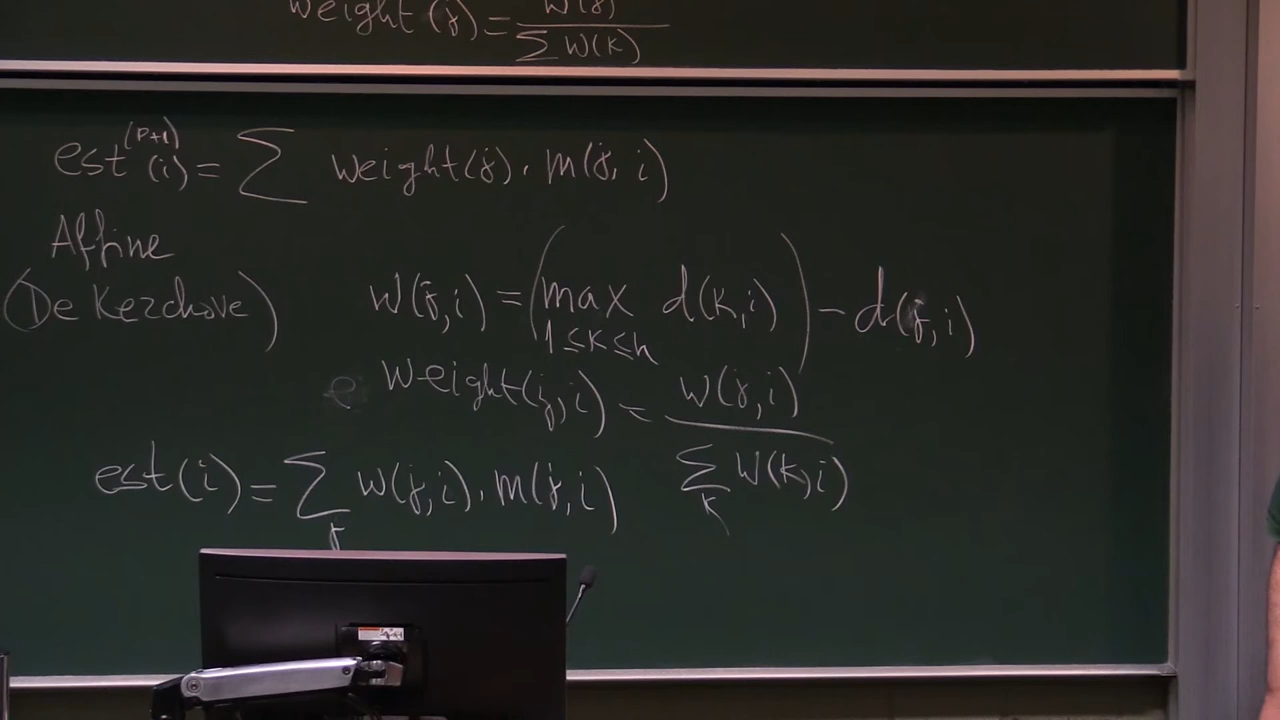 weight(j) = W(j) / ∑ W(k)
est^(p+1)(i) = ∑ weight(j) · m(j, i)
Affine
(De Kerchove)
W(j,i) = (max 1≤k≤n d(k,i)) − d(j,i)
weight(j,i) = W(j,i) / ∑k W(k,i)
est(i) = ∑j W(j,i) · m(j,i)